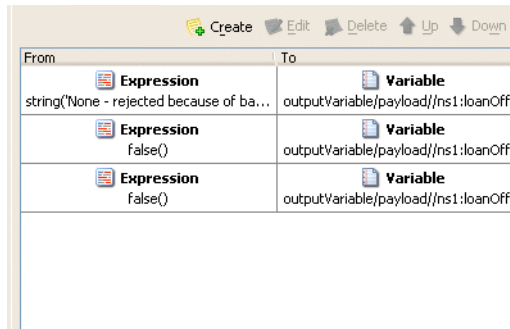 Create Edit Delete Up Down
From To
Expression Variable
string('None - rejected because of ba... outputVariable/payload//ns1:loanOff
Expression Variable
false() outputVariable/payload//ns1:loanOff
Expression Variable
false() outputVariable/payload//ns1:loanOff